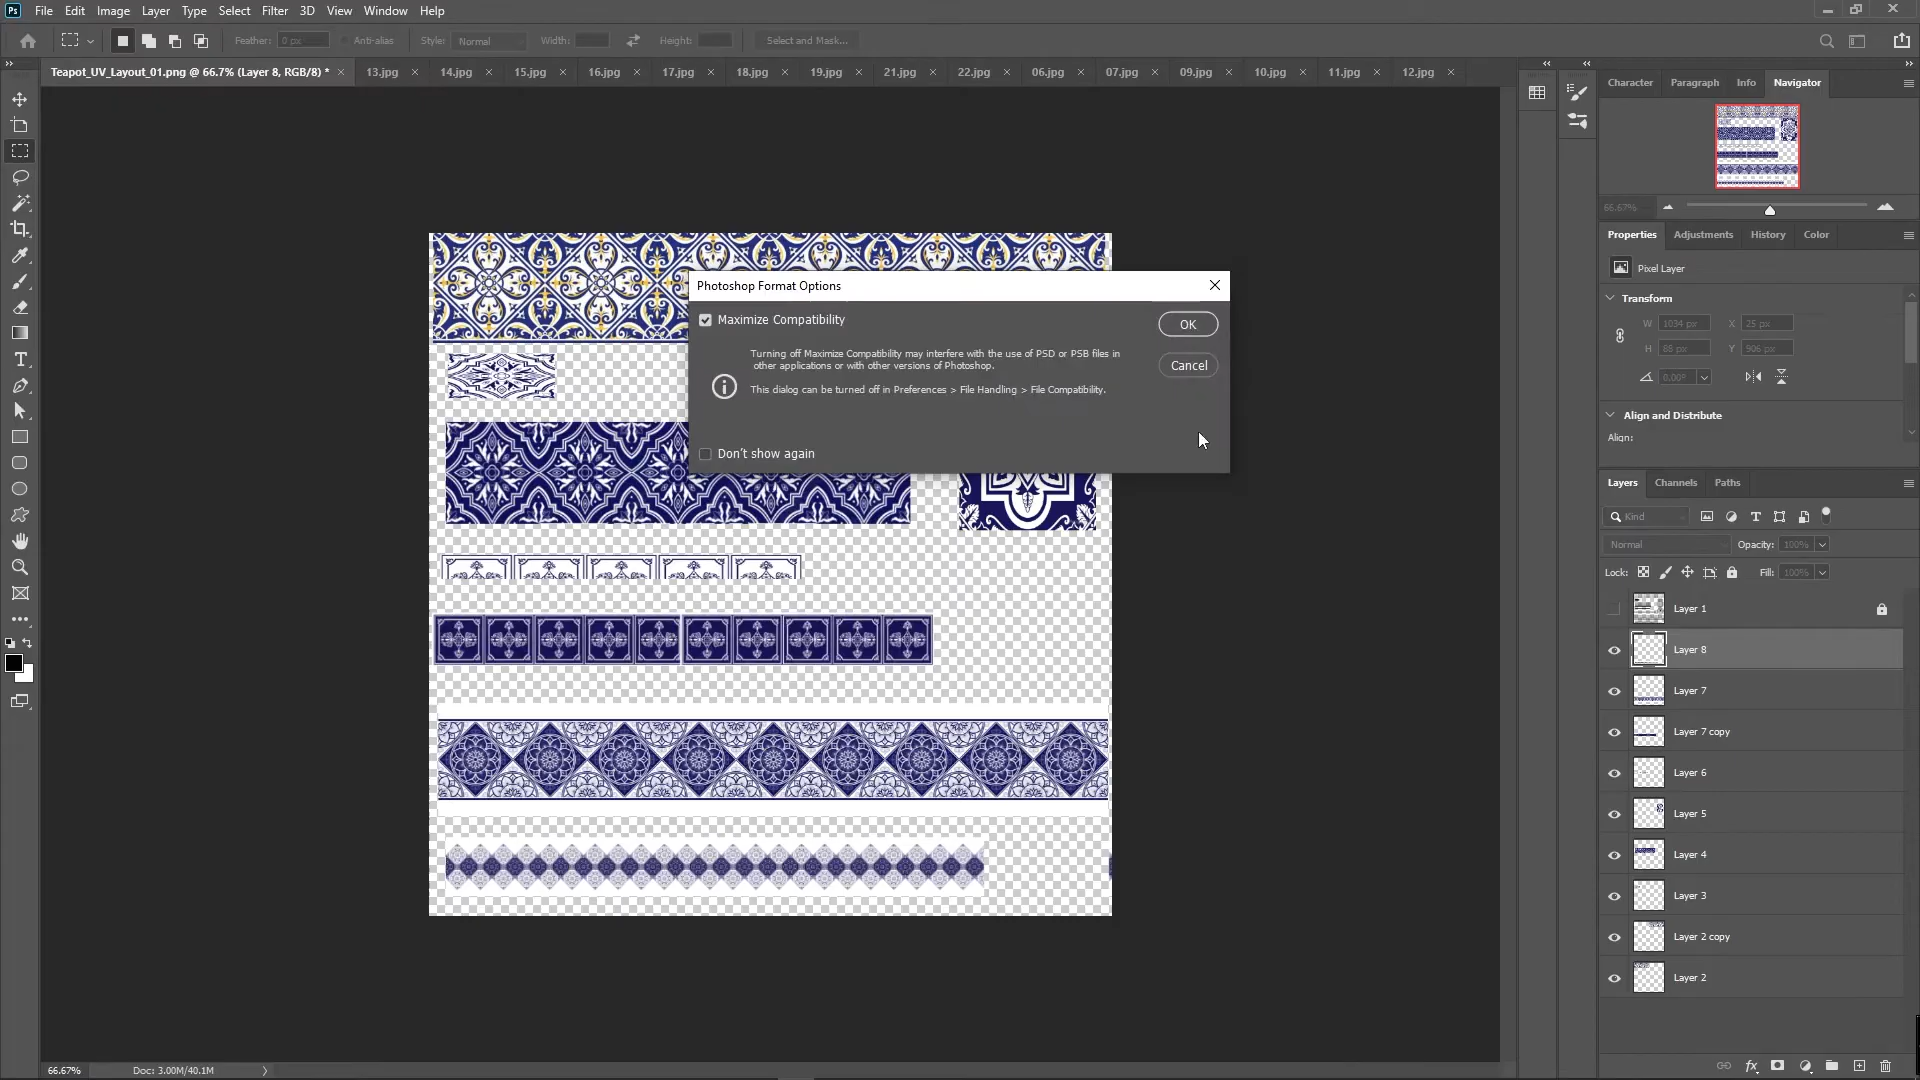 Ps File Edit Image Layer Type Select Filter 3D View Window Help
Feather: 0 px Anti-alias Style: Normal Width: Height: Select and Mask...
Teapot_UV_Layout_01.png @ 66.7% (Layer 8, RGB/8) * 13.jpg 14.jpg 15.jpg 16.jpg 17.jpg 18.jpg 19.jpg 21.jpg 22.jpg 06.jpg 07.jpg 09.jpg 10.jpg 11.jpg 12.jpg
Character Paragraph Info Navigator
66.67%
Properties Adjustments History Color
Pixel Layer
Transform
W 1034 px X 25 px
H 88 px Y 906 px
0.00°
Align and Distribute
Align:
Photoshop Format Options
Maximize Compatibility
OK
Turning off Maximize Compatibility may interfere with the use of PSD or PSB files in
other applications or with other versions of Photoshop.
Cancel
This dialog can be turned off in Preferences > File Handling > File Compatibility.
Don't show again
Layers Channels Paths
Kind
Normal Opacity: 100%
Lock: Fill: 100%
Layer 1
Layer 8
Layer 7
Layer 7 copy
Layer 6
Layer 5
Layer 4
Layer 3
Layer 2 copy
Layer 2
fx
66.67% Doc: 3.00M/40.1M